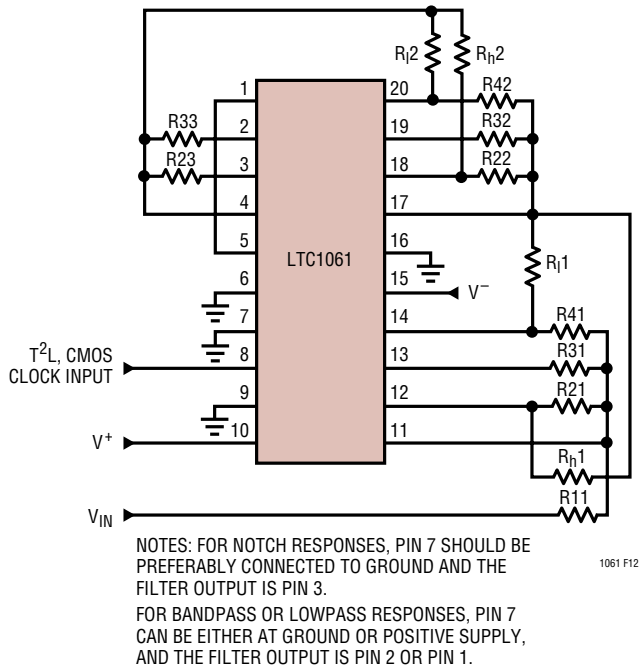 Rl2
Rh2
1
20
R42
R33
2
19
R32
R23
3
18
R22
4
17
5
16
LTC1061
Rl1
6
15
V–
7
14
R41
T2L, CMOS
CLOCK INPUT
8
13
R31
9
12
R21
V+
10
11
Rh1
R11
VIN
NOTES: FOR NOTCH RESPONSES, PIN 7 SHOULD BE
PREFERABLY CONNECTED TO GROUND AND THE
FILTER OUTPUT IS PIN 3.
1061 F12
FOR BANDPASS OR LOWPASS RESPONSES, PIN 7
CAN BE EITHER AT GROUND OR POSITIVE SUPPLY,
AND THE FILTER OUTPUT IS PIN 2 OR PIN 1.